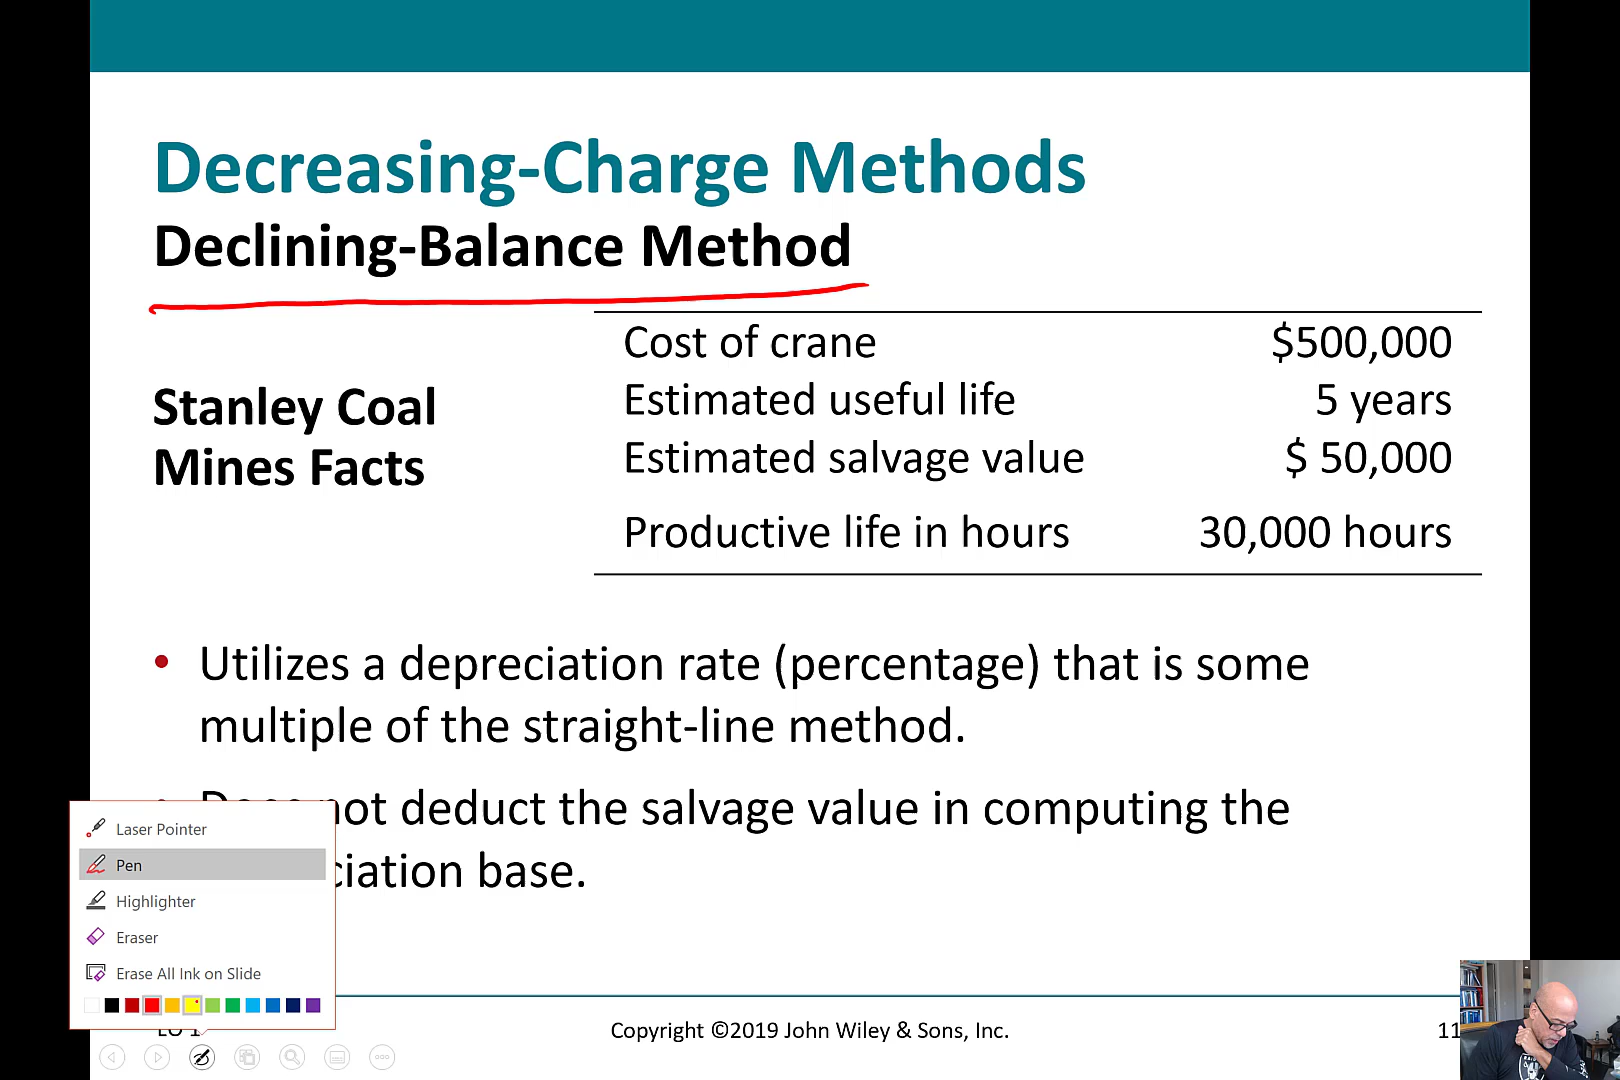 Decreasing-Charge Methods
Declining-Balance Method
Stanley Coal
Mines Facts
Cost of crane $500,000
Estimated useful life 5 years
Estimated salvage value $ 50,000
Productive life in hours 30,000 hours
• Utilizes a depreciation rate (percentage) that is some
multiple of the straight-line method.
not deduct the salvage value in computing the
ciation base.
Laser Pointer
Pen
Highlighter
Eraser
Erase All Ink on Slide
LO 1
Copyright ©2019 John Wiley & Sons, Inc.
11